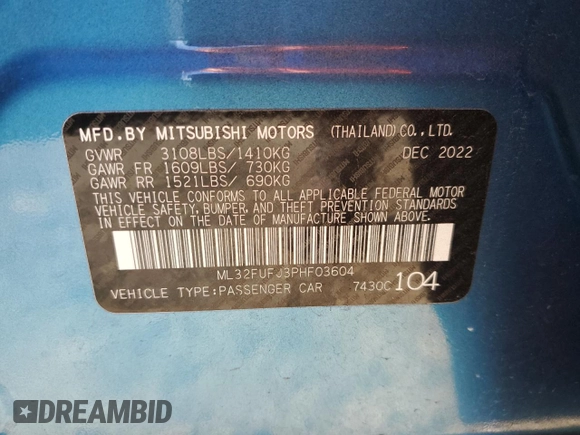 MFD.BY MITSUBISHI MOTORS (THAILAND)CO.,LTD.
GVWR 3108LBS/1410KG DEC 2022
GAWR FR 1609LBS/ 730KG
GAWR RR 1521LBS/ 690KG
THIS VEHICLE CONFORMS TO ALL APPLICABLE FEDERAL MOTOR
VEHICLE SAFETY, BUMPER, AND THEFT PREVENTION STANDARDS
IN EFFECT ON THE DATE OF MANUFACTURE SHOWN ABOVE.
ML32FUFJ3PHF03604
VEHICLE TYPE:PASSENGER CAR 7430C 104
DREAMBID